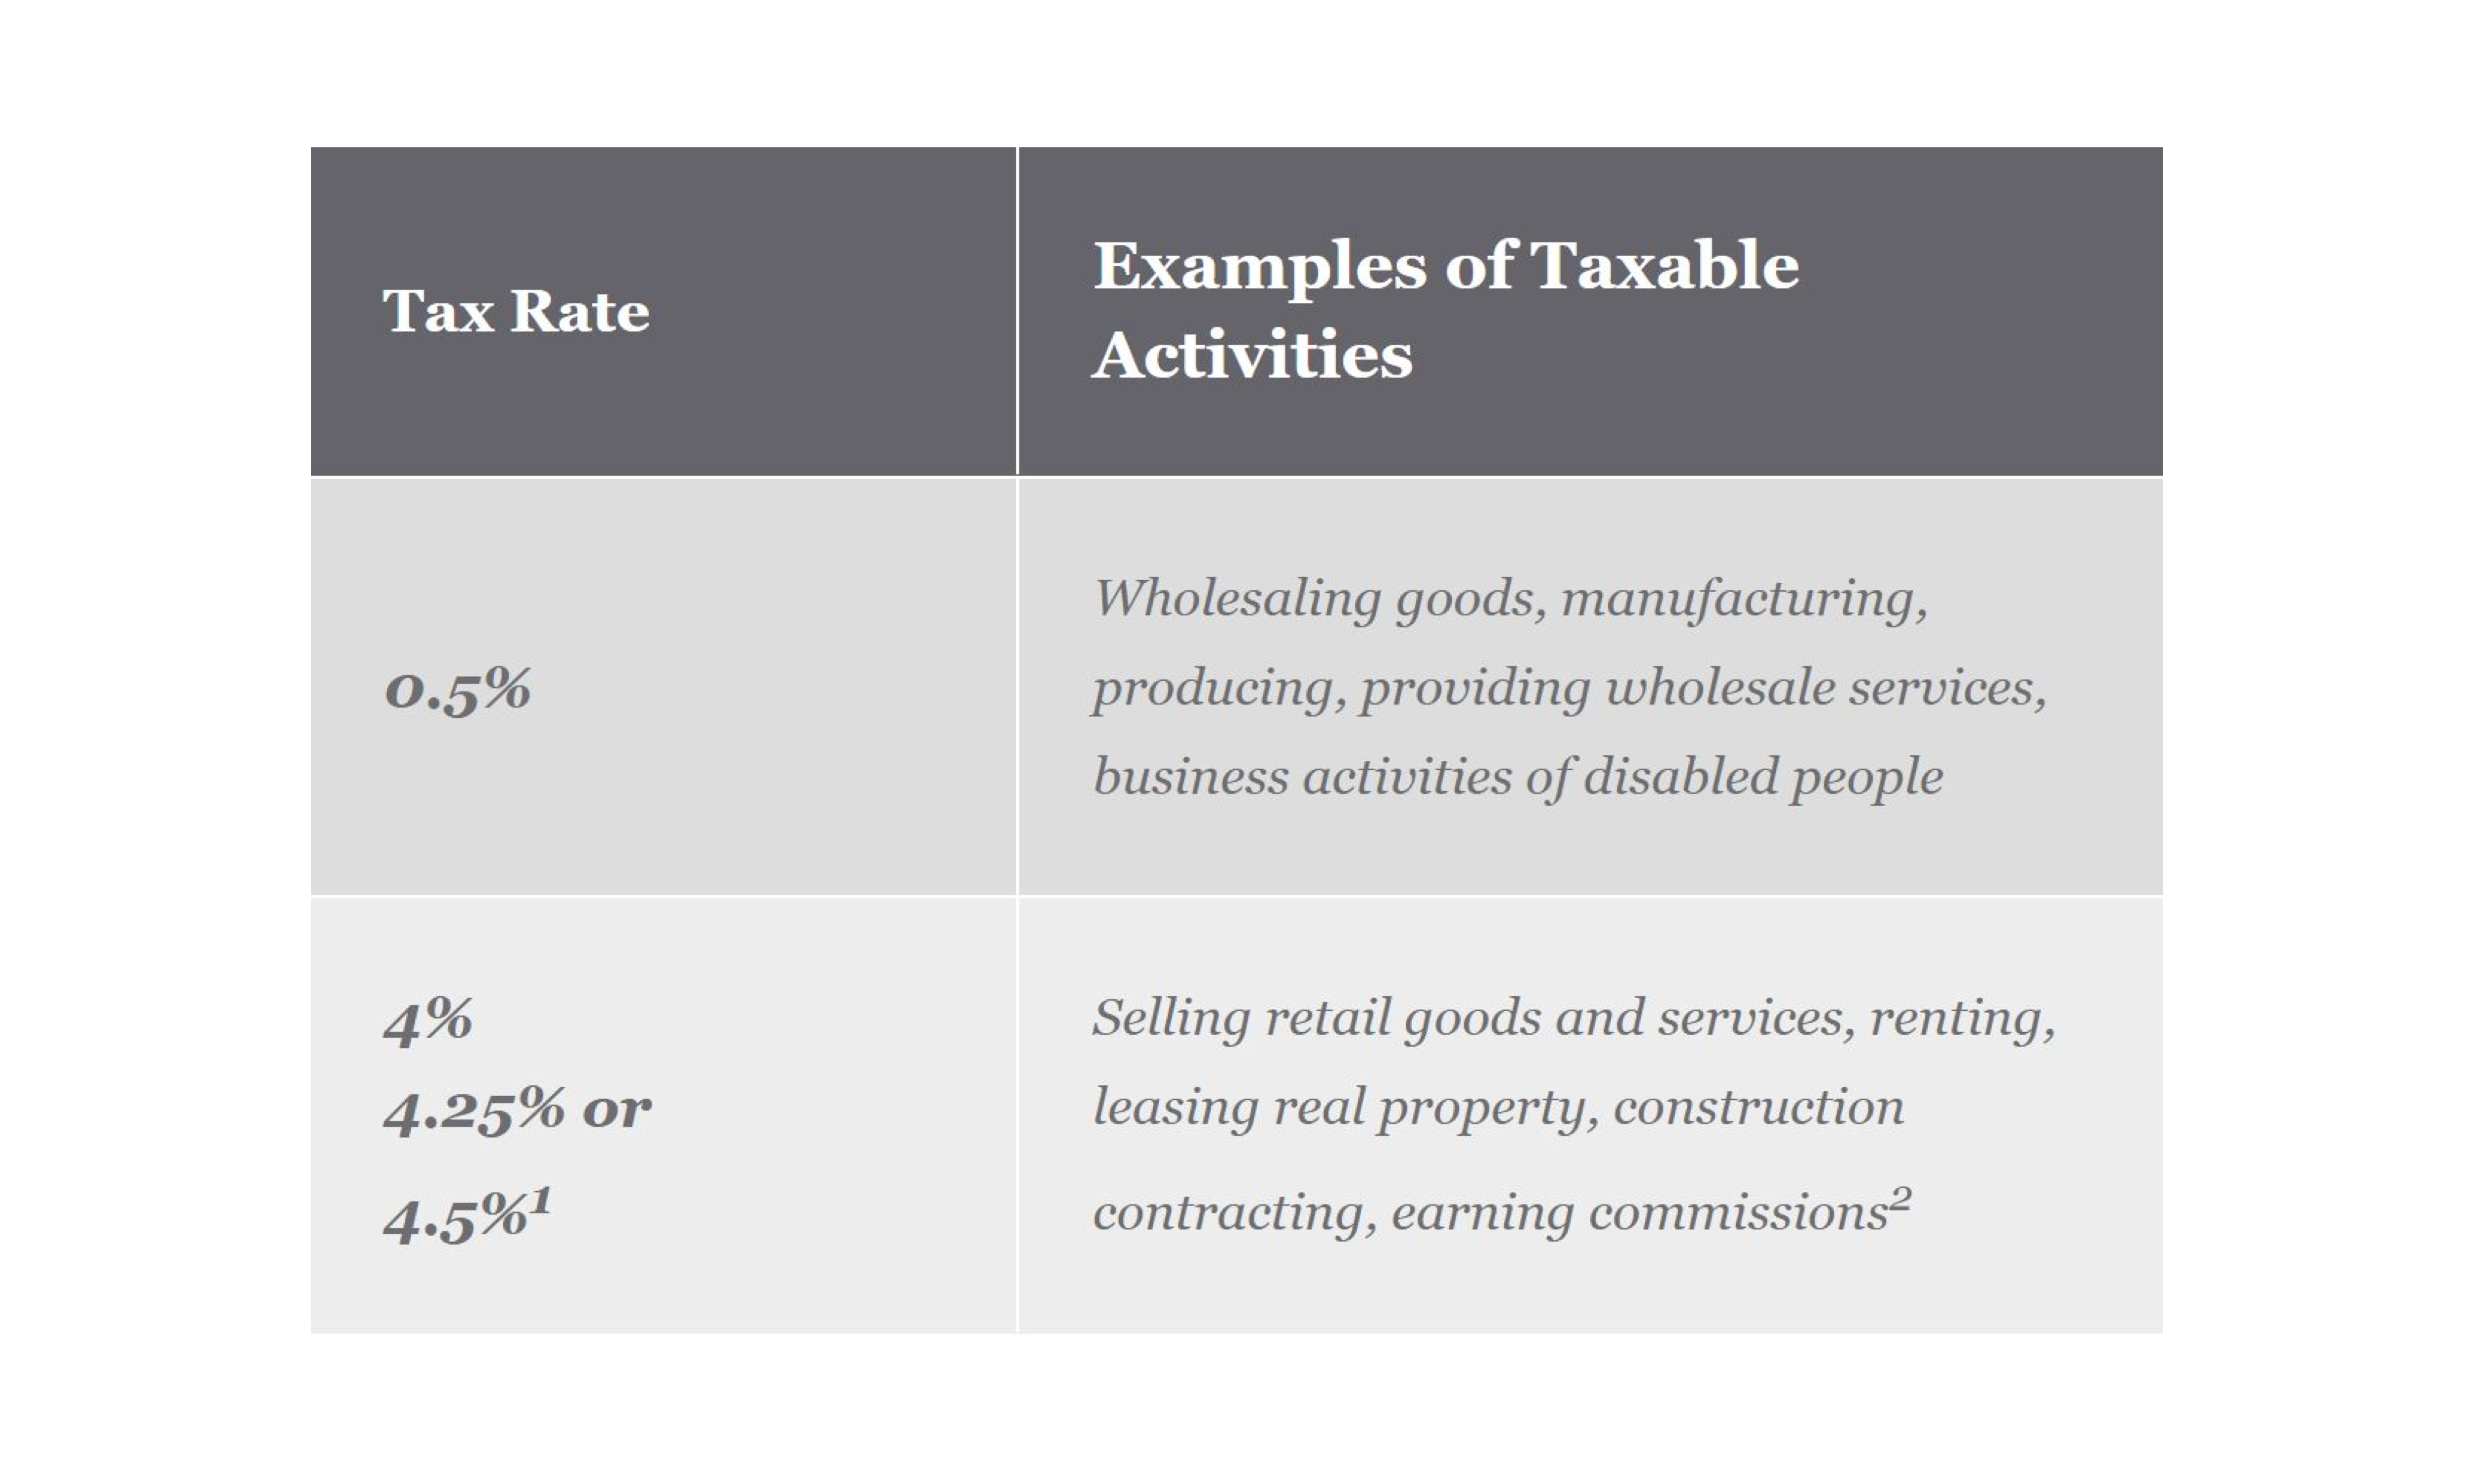 Tax Rate
Examples of Taxable
Activities
0.5%
Wholesaling goods, manufacturing,
producing, providing wholesale services,
business activities of disabled people
4%
4.25% or
4.5%¹
Selling retail goods and services, renting,
leasing real property, construction
contracting, earning commissions²